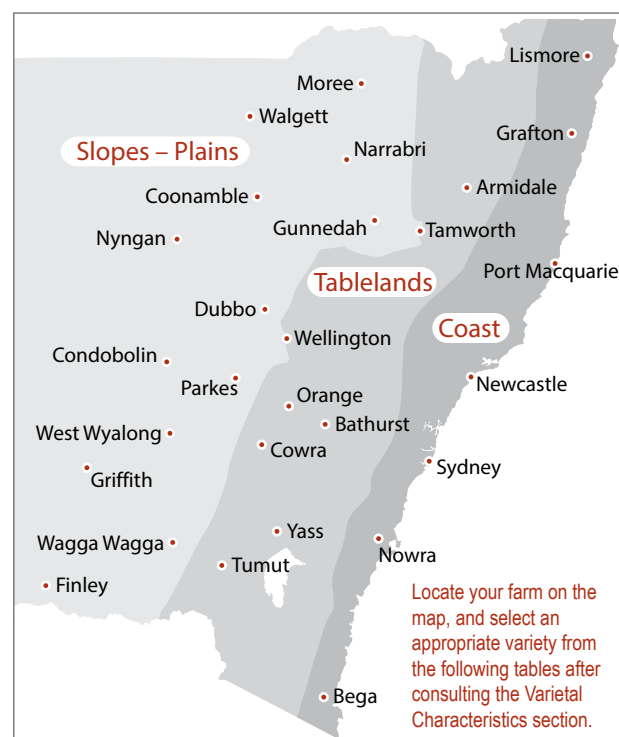 Lismore
Moree
Walgett
Grafton
Slopes – Plains
Narrabri
Armidale
Coonamble
Gunnedah
Tamworth
Nyngan
Port Macquarie
Tablelands
Dubbo
Coast
Wellington
Condobolin
Parkes
Newcastle
Orange
Bathurst
West Wyalong
Cowra
Sydney
Griffith
Yass
Wagga Wagga
Nowra
Tumut
Finley
Locate your farm on the
map, and select an
appropriate variety from
the following tables after
consulting the Varietal
Characteristics section.
Bega